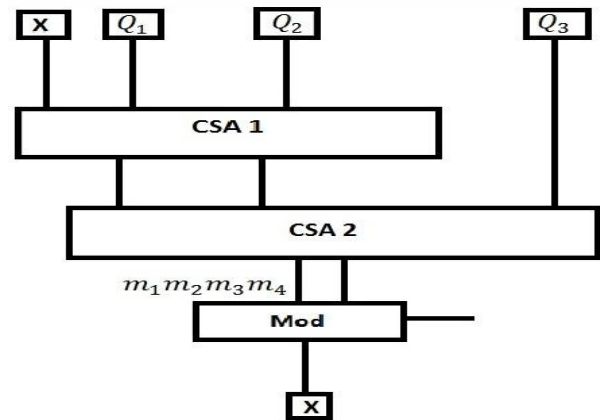 X Q₁ Q₂ Q₃
CSA 1
CSA 2
m₁m₂m₃m₄
Mod
X